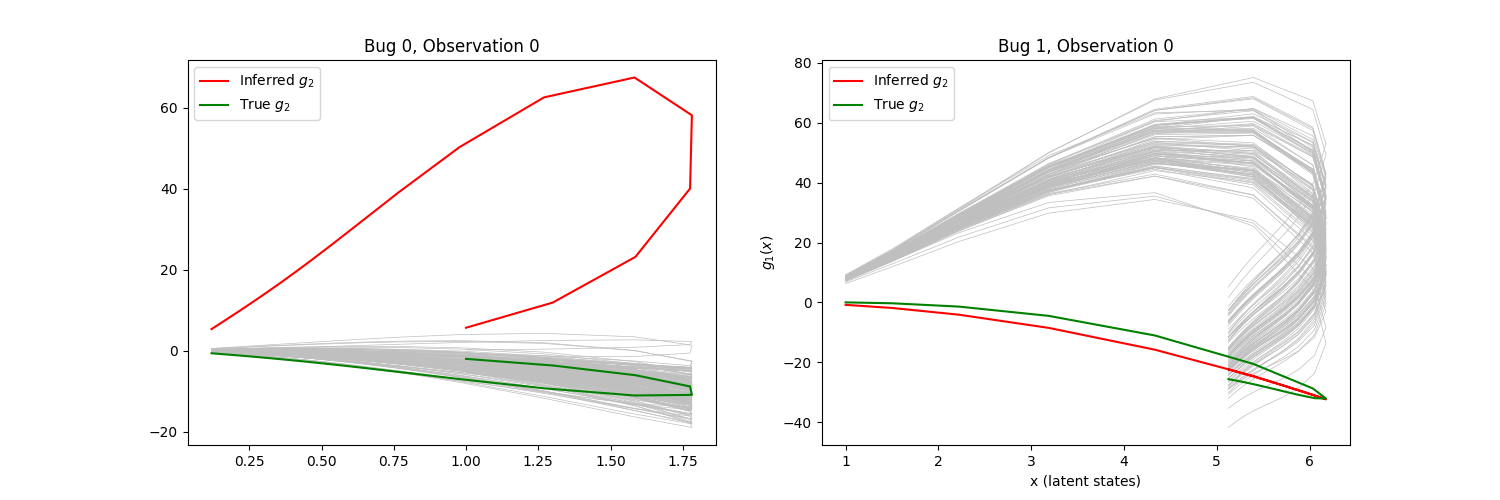 Bug 0, Observation 0
Inferred g₂
True g₂
60
40
20
0
−20
0.25 0.50 0.75 1.00 1.25 1.50 1.75
Bug 1, Observation 0
Inferred g₂
True g₂
80
60
40
20
0
−20
−40
g₁(x)
1 2 3 4 5 6
x (latent states)